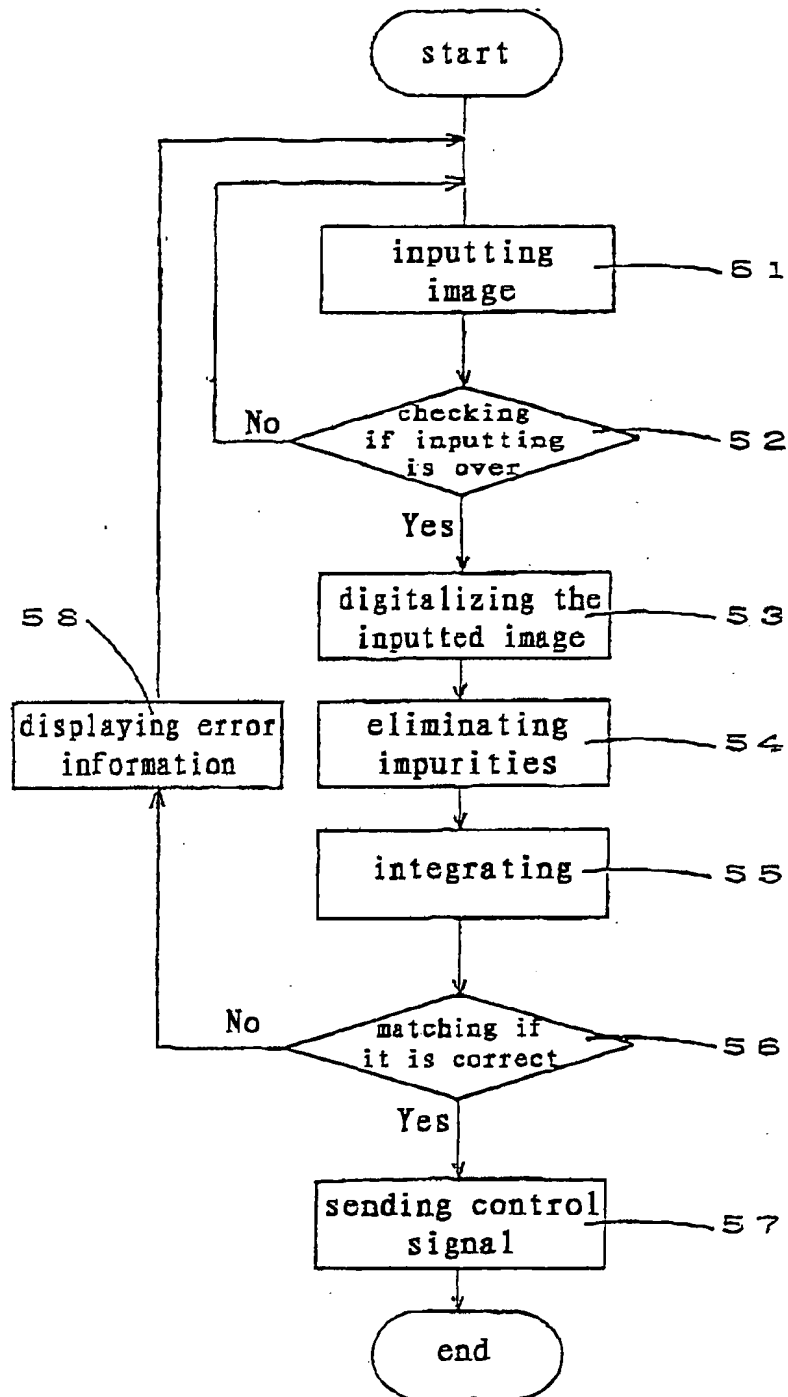 start
inputting
image
51
checking
if inputting
is over
52
No
Yes
digitalizing the
inputted image
53
58
displaying error
information
eliminating
impurities
54
integrating
55
matching if
it is correct
56
No
Yes
sending control
signal
57
end